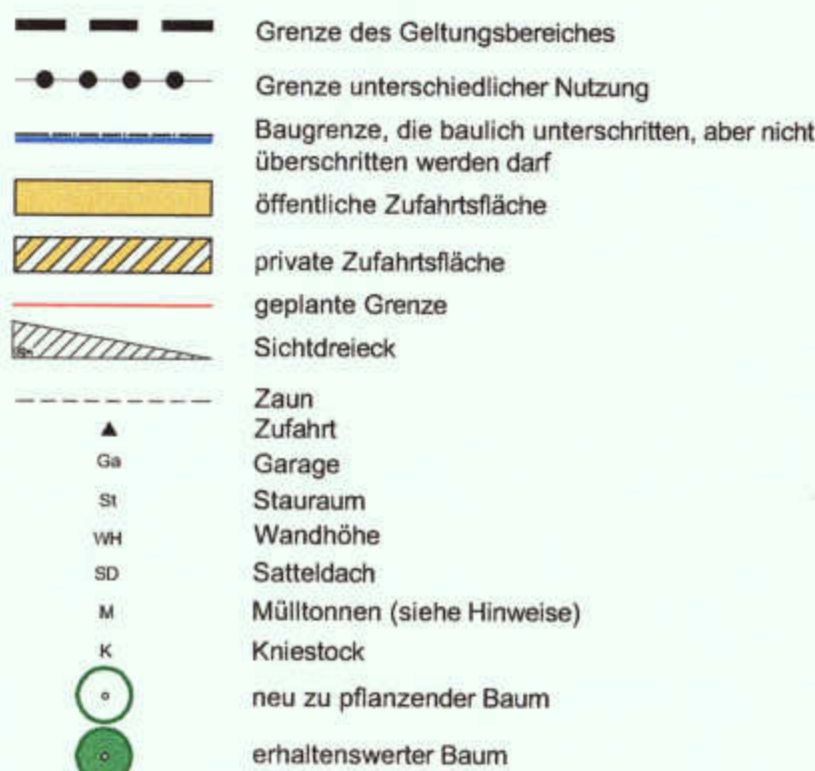 Grenze des Geltungsbereiches
Grenze unterschiedlicher Nutzung
Baugrenze, die baulich unterschritten, aber nicht
überschritten werden darf
öffentliche Zufahrtsfläche
private Zufahrtsfläche
geplante Grenze
Sichtdreieck
Zaun
Zufahrt
Ga Garage
St Stauraum
WH Wandhöhe
SD Satteldach
M Mülltonnen (siehe Hinweise)
K Kniestock
neu zu pflanzender Baum
erhaltenswerter Baum